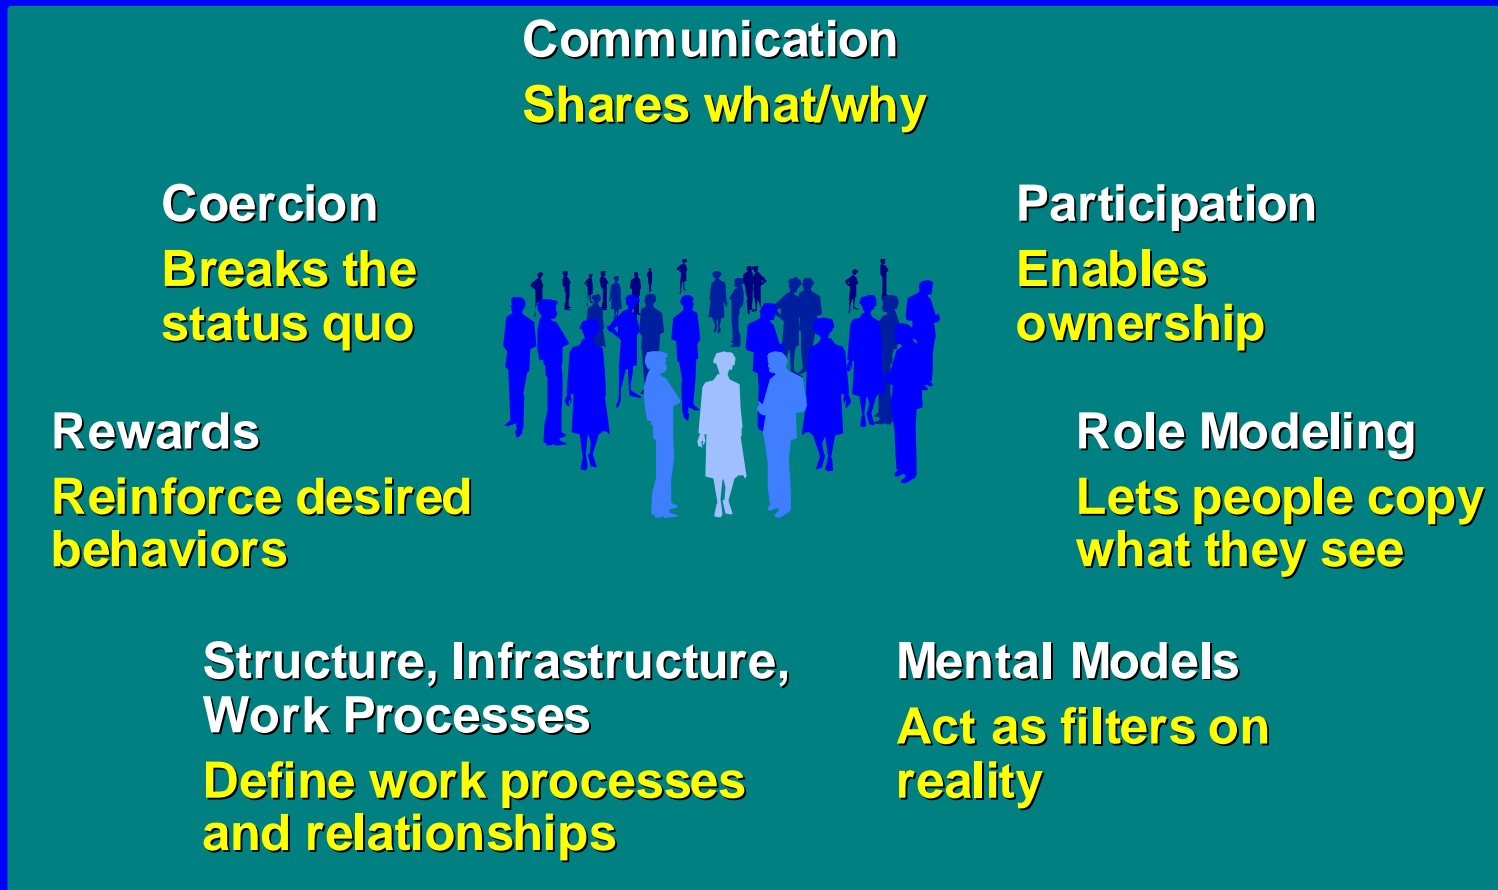 Communication
Shares what/why
Coercion
Breaks the
status quo
Participation
Enables
ownership
Rewards
Reinforce desired
behaviors
Role Modeling
Lets people copy
what they see
Structure, Infrastructure,
Work Processes
Define work processes
and relationships
Mental Models
Act as filters on
reality